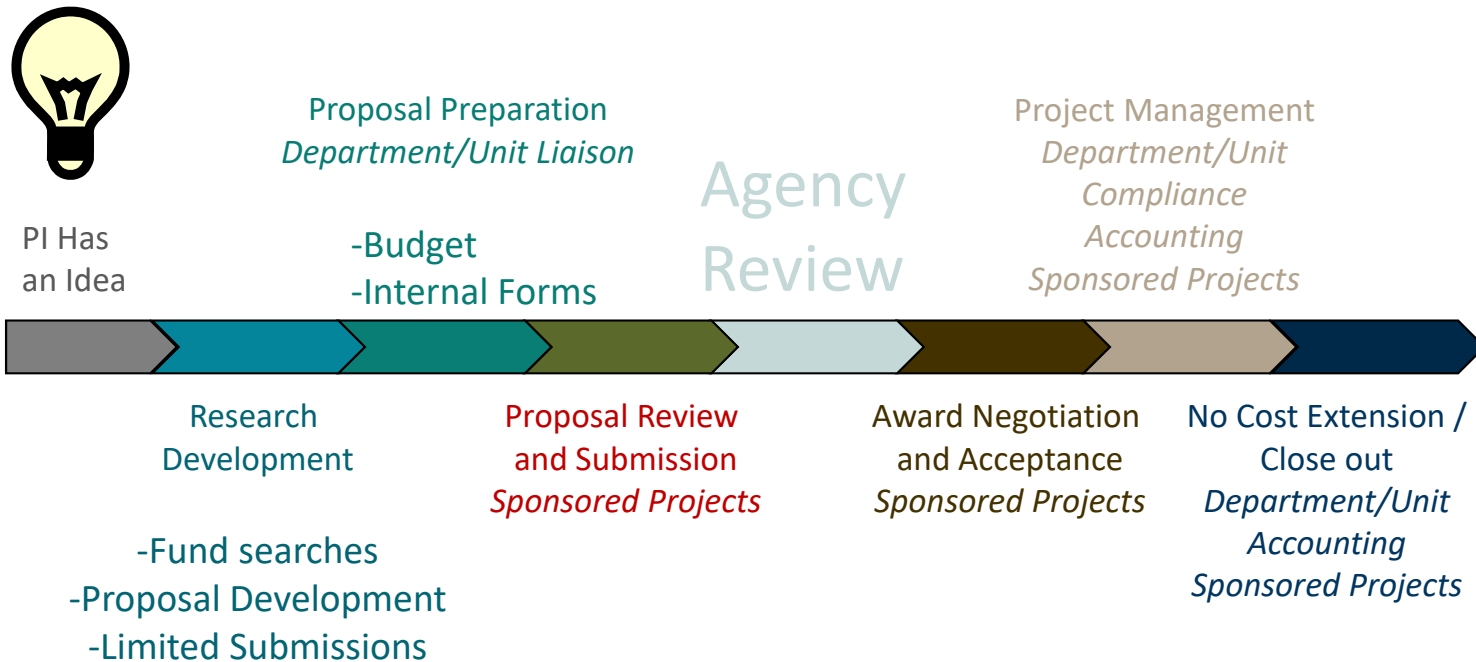 PI Has
an Idea
Research
Development
-Fund searches
-Proposal Development
-Limited Submissions
Proposal Preparation
Department/Unit Liaison
-Budget
-Internal Forms
Proposal Review
and Submission
Sponsored Projects
Agency
Review
Award Negotiation
and Acceptance
Sponsored Projects
Project Management
Department/Unit
Compliance
Accounting
Sponsored Projects
No Cost Extension /
Close out
Department/Unit
Accounting
Sponsored Projects